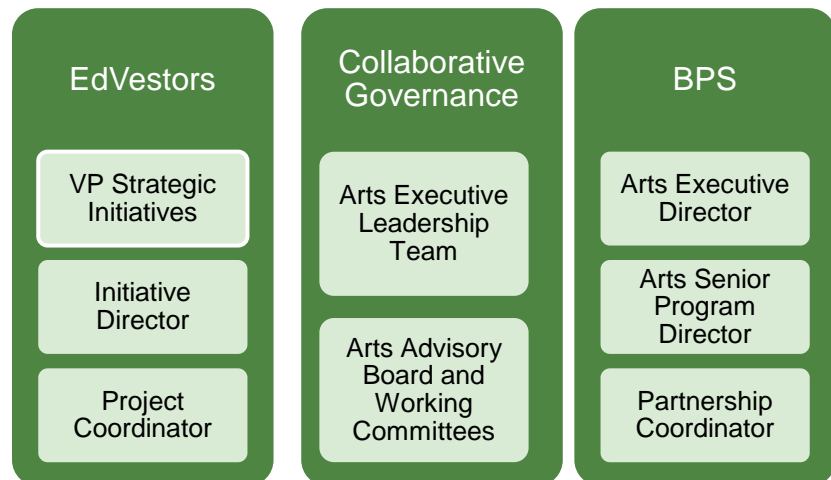 EdVestors
VP Strategic
Initiatives
Initiative
Director
Project
Coordinator
Collaborative
Governance
Arts Executive
Leadership
Team
Arts Advisory
Board and
Working
Committees
BPS
Arts Executive
Director
Arts Senior
Program
Director
Partnership
Coordinator